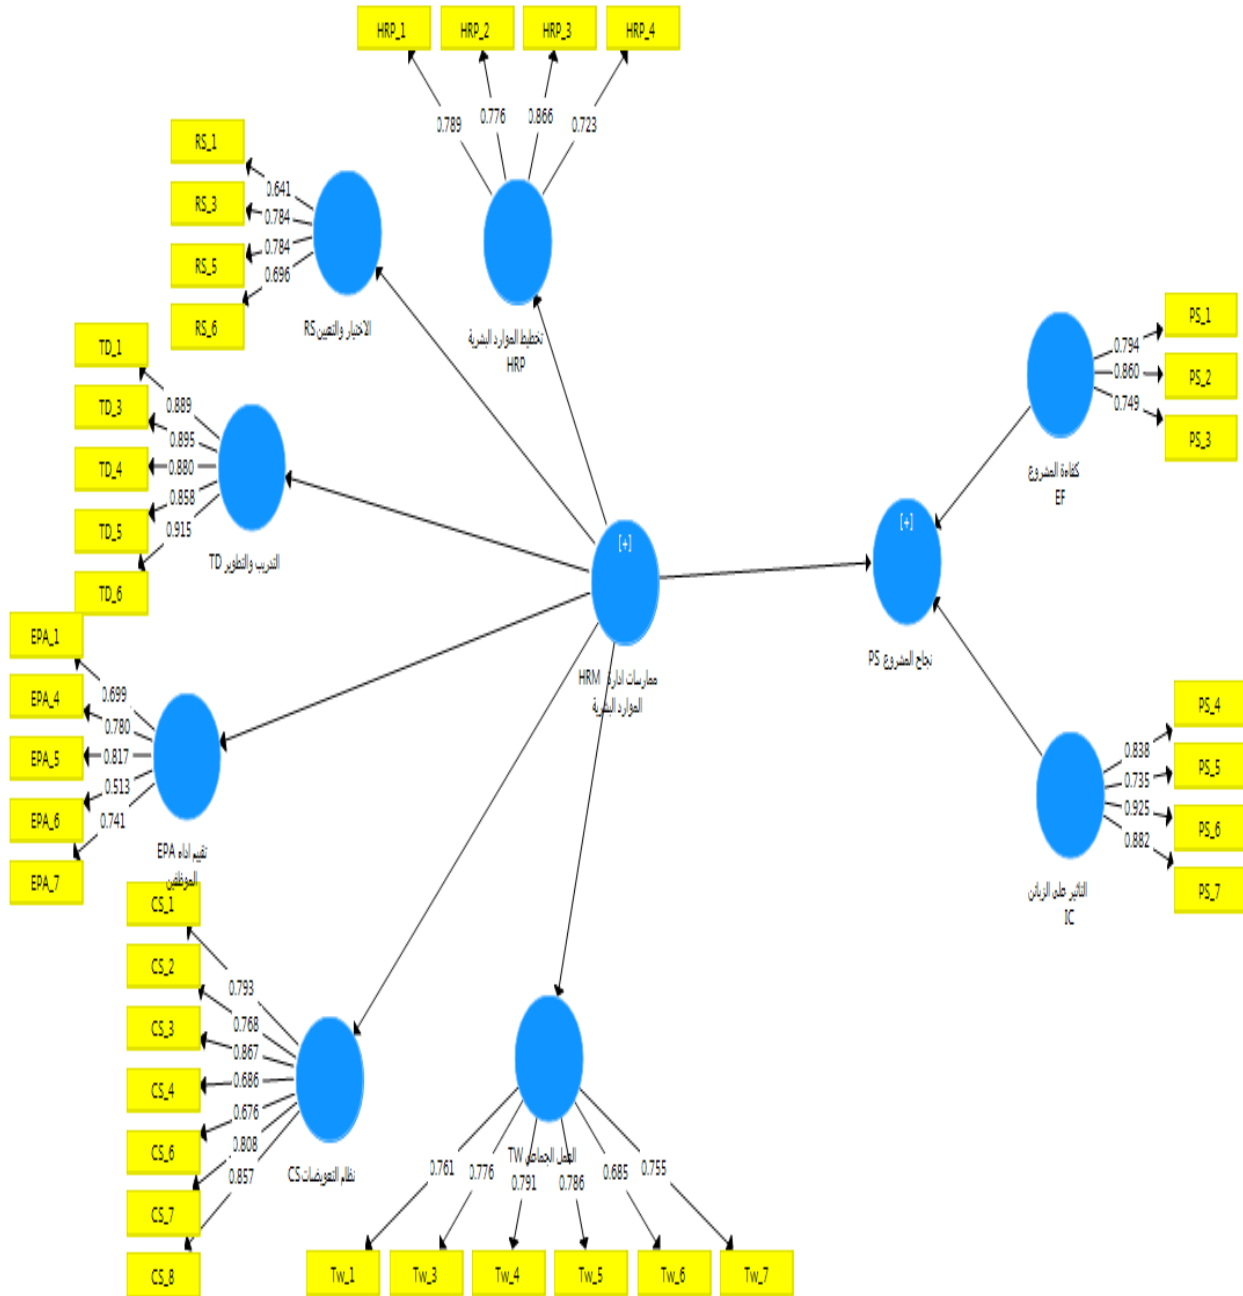 HRP_1 HRP_2 HRP_3 HRP_4
0.789 0.776 0.866 0.723
تخطيط الموارد البشرية
HRP
RS_1
RS_3
RS_5
RS_6
0.641
0.784
0.784
0.696
الاختيار والتعيين RS
TD_1
TD_3
TD_4
TD_5
TD_6
0.889
0.895
0.880
0.858
0.915
التدريب والتطوير TD
EPA_1
EPA_4
EPA_5
EPA_6
EPA_7
0.699
0.780
0.817
0.513
0.741
تقييم اداء EPA
الموظفين
CS_1
CS_2
CS_3
CS_4
CS_6
CS_7
CS_8
0.793
0.768
0.867
0.686
0.676
0.808
0.857
نظام التعويضات CS
العمل الجماعي TW
0.761 0.776 0.791 0.786 0.685 0.755
Tw_1 Tw_3 Tw_4 Tw_5 Tw_6 Tw_7
[+]
ممارسات ادارة HRM
الموارد البشرية
[+]
نجاح المشروع PS
PS_1
PS_2
PS_3
0.794
0.860
0.749
كفاءة المشروع
EF
PS_4
PS_5
PS_6
PS_7
0.838
0.735
0.925
0.882
التاثير على الزبائن
IC